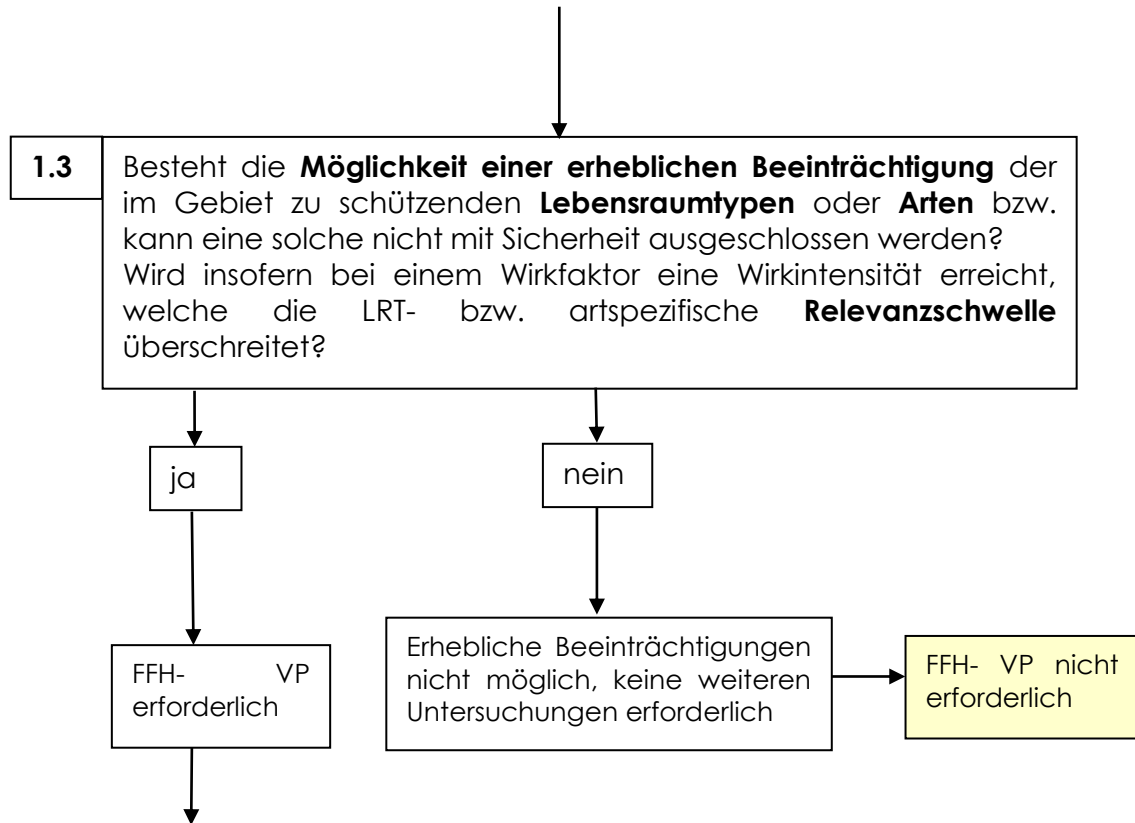 1.3
Besteht die Möglichkeit einer erheblichen Beeinträchtigung der
im Gebiet zu schützenden Lebensraumtypen oder Arten bzw.
kann eine solche nicht mit Sicherheit ausgeschlossen werden?
Wird insofern bei einem Wirkfaktor eine Wirkintensität erreicht,
welche die LRT- bzw. artspezifische Relevanzschwelle
überschreitet?
ja
nein
FFH- VP
erforderlich
Erhebliche Beeinträchtigungen
nicht möglich, keine weiteren
Untersuchungen erforderlich
FFH- VP nicht
erforderlich